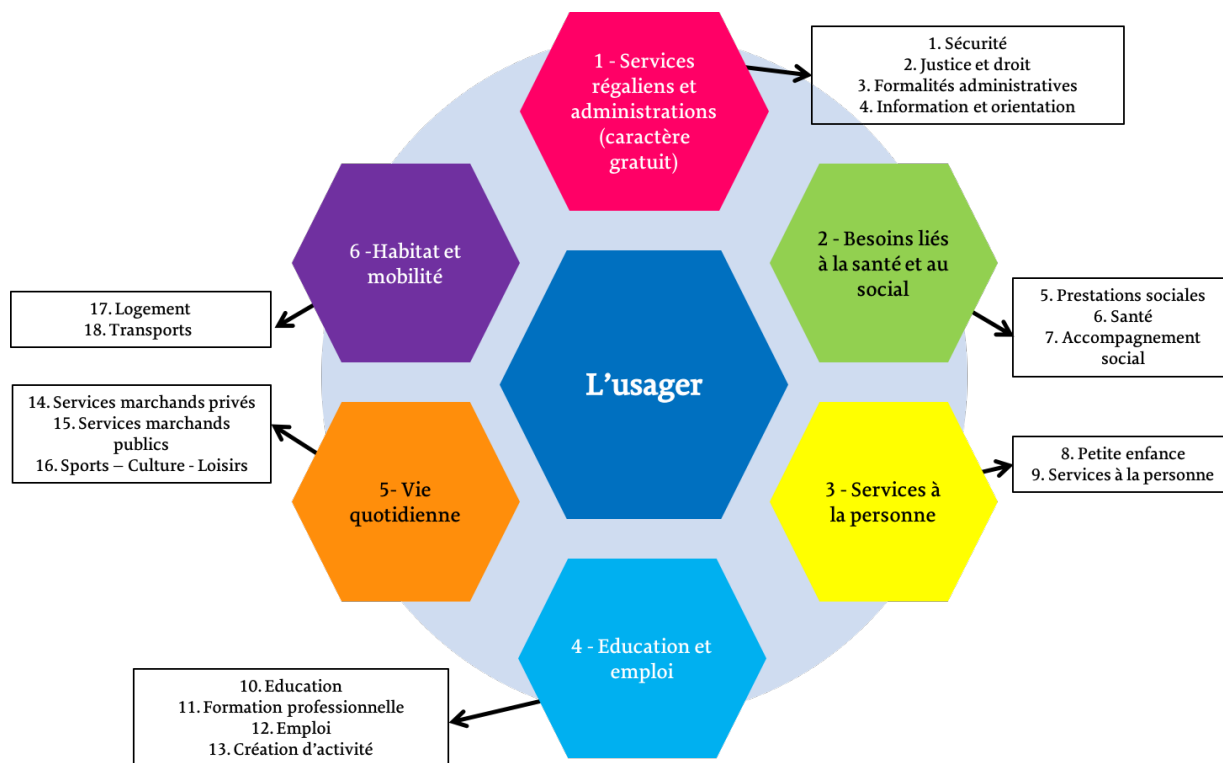 1 - Services
régaliens et
administrations
(caractère
gratuit)
1. Sécurité
2. Justice et droit
3. Formalités administratives
4. Information et orientation
2 - Besoins liés
à la santé et au
social
5. Prestations sociales
6. Santé
7. Accompagnement
social
3 - Services à
la personne
8. Petite enfance
9. Services à la personne
4 - Education et
emploi
10. Education
11. Formation professionnelle
12. Emploi
13. Création d'activité
5- Vie
quotidienne
14. Services marchands privés
15. Services marchands
publics
16. Sports – Culture - Loisirs
6 -Habitat et
mobilité
17. Logement
18. Transports
L'usager